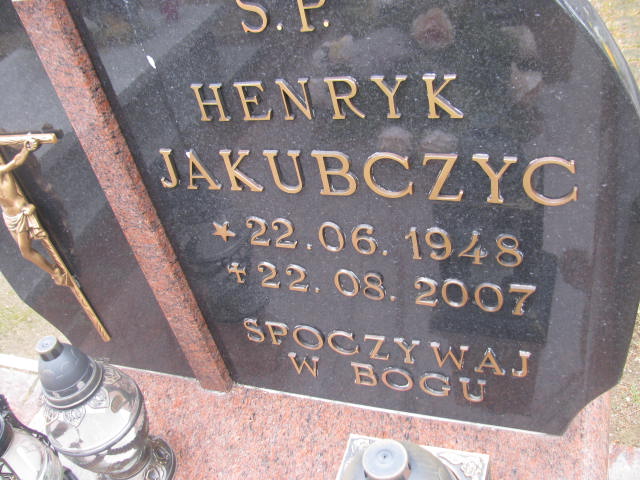 Ś.P.
HENRYK
JAKUBCZYC
22.06.1948
22.08.2007
SPOCZYWAJ
W BOGU